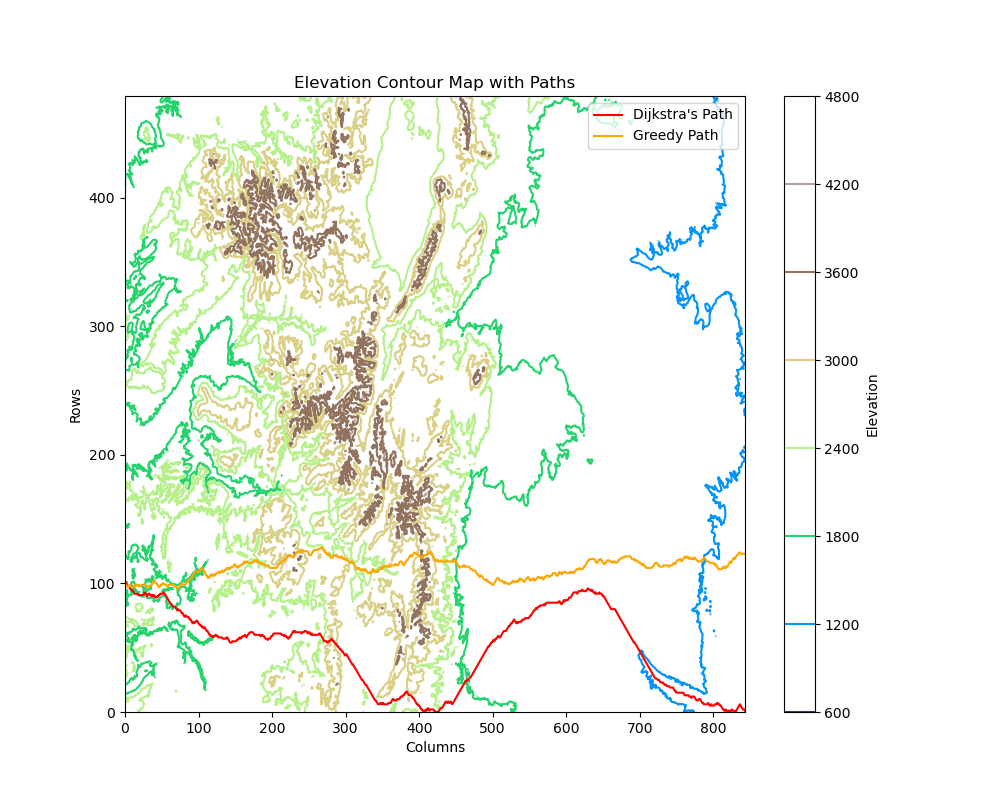 Elevation Contour Map with Paths
Dijkstra's Path
Greedy Path
Rows
400
300
200
100
0
0 100 200 300 400 500 600 700 800
Columns
4800
4200
3600
3000
2400
1800
1200
600
Elevation